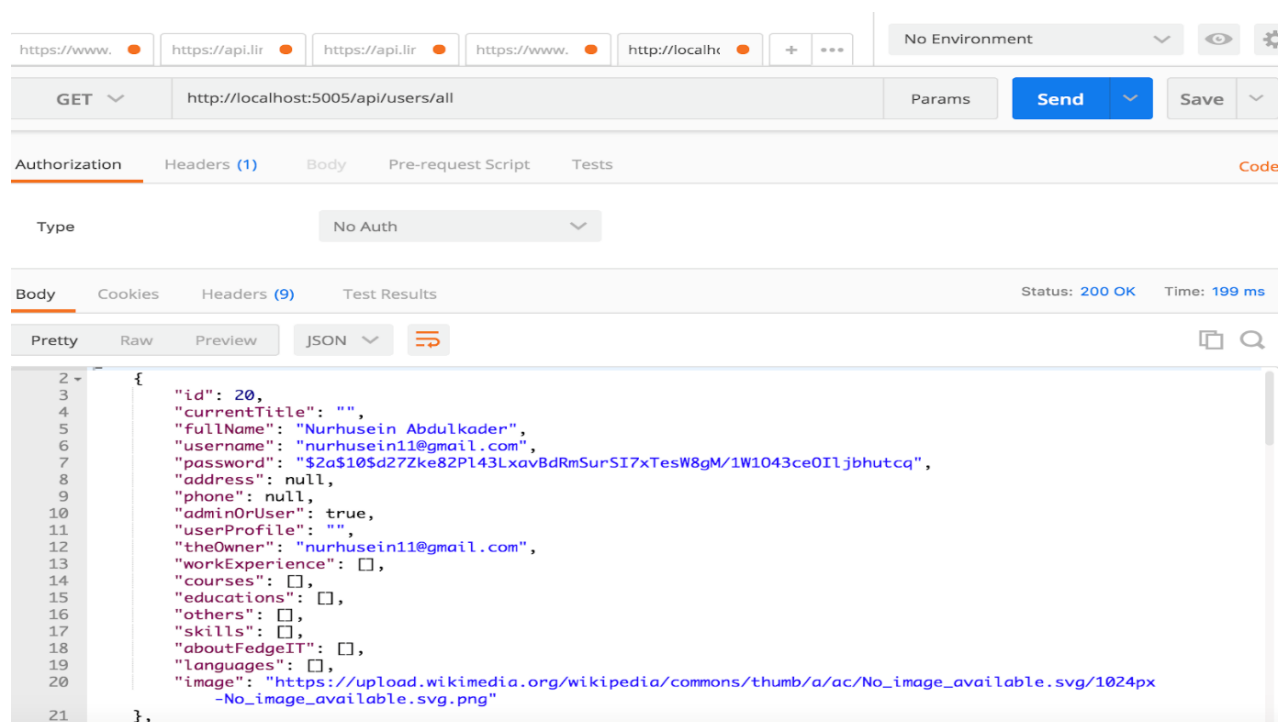 https://www. https://api.lir https://api.lir https://www. http://localhc + ••• No Environment
GET http://localhost:5005/api/users/all Params Send Save
Authorization Headers (1) Body Pre-request Script Tests Code
Type No Auth
Body Cookies Headers (9) Test Results Status: 200 OK Time: 199 ms
Pretty Raw Preview JSON
2 {
3 "id": 20,
4 "currentTitle": "",
5 "fullName": "Nurhusein Abdulkader",
6 "username": "nurhusein11@gmail.com",
7 "password": "$2a$10$d27Zke82Pl43LxavBdRmSurSI7xTesW8gM/1W1O43ceOIljbhutcq",
8 "address": null,
9 "phone": null,
10 "adminOrUser": true,
11 "userProfile": "",
12 "theOwner": "nurhusein11@gmail.com",
13 "workExperience": [],
14 "courses": [],
15 "educations": [],
16 "others": [],
17 "skills": [],
18 "aboutFedgeIT": [],
19 "languages": [],
20 "image": "https://upload.wikimedia.org/wikipedia/commons/thumb/a/ac/No_image_available.svg/1024px
-No_image_available.svg.png"
21 },